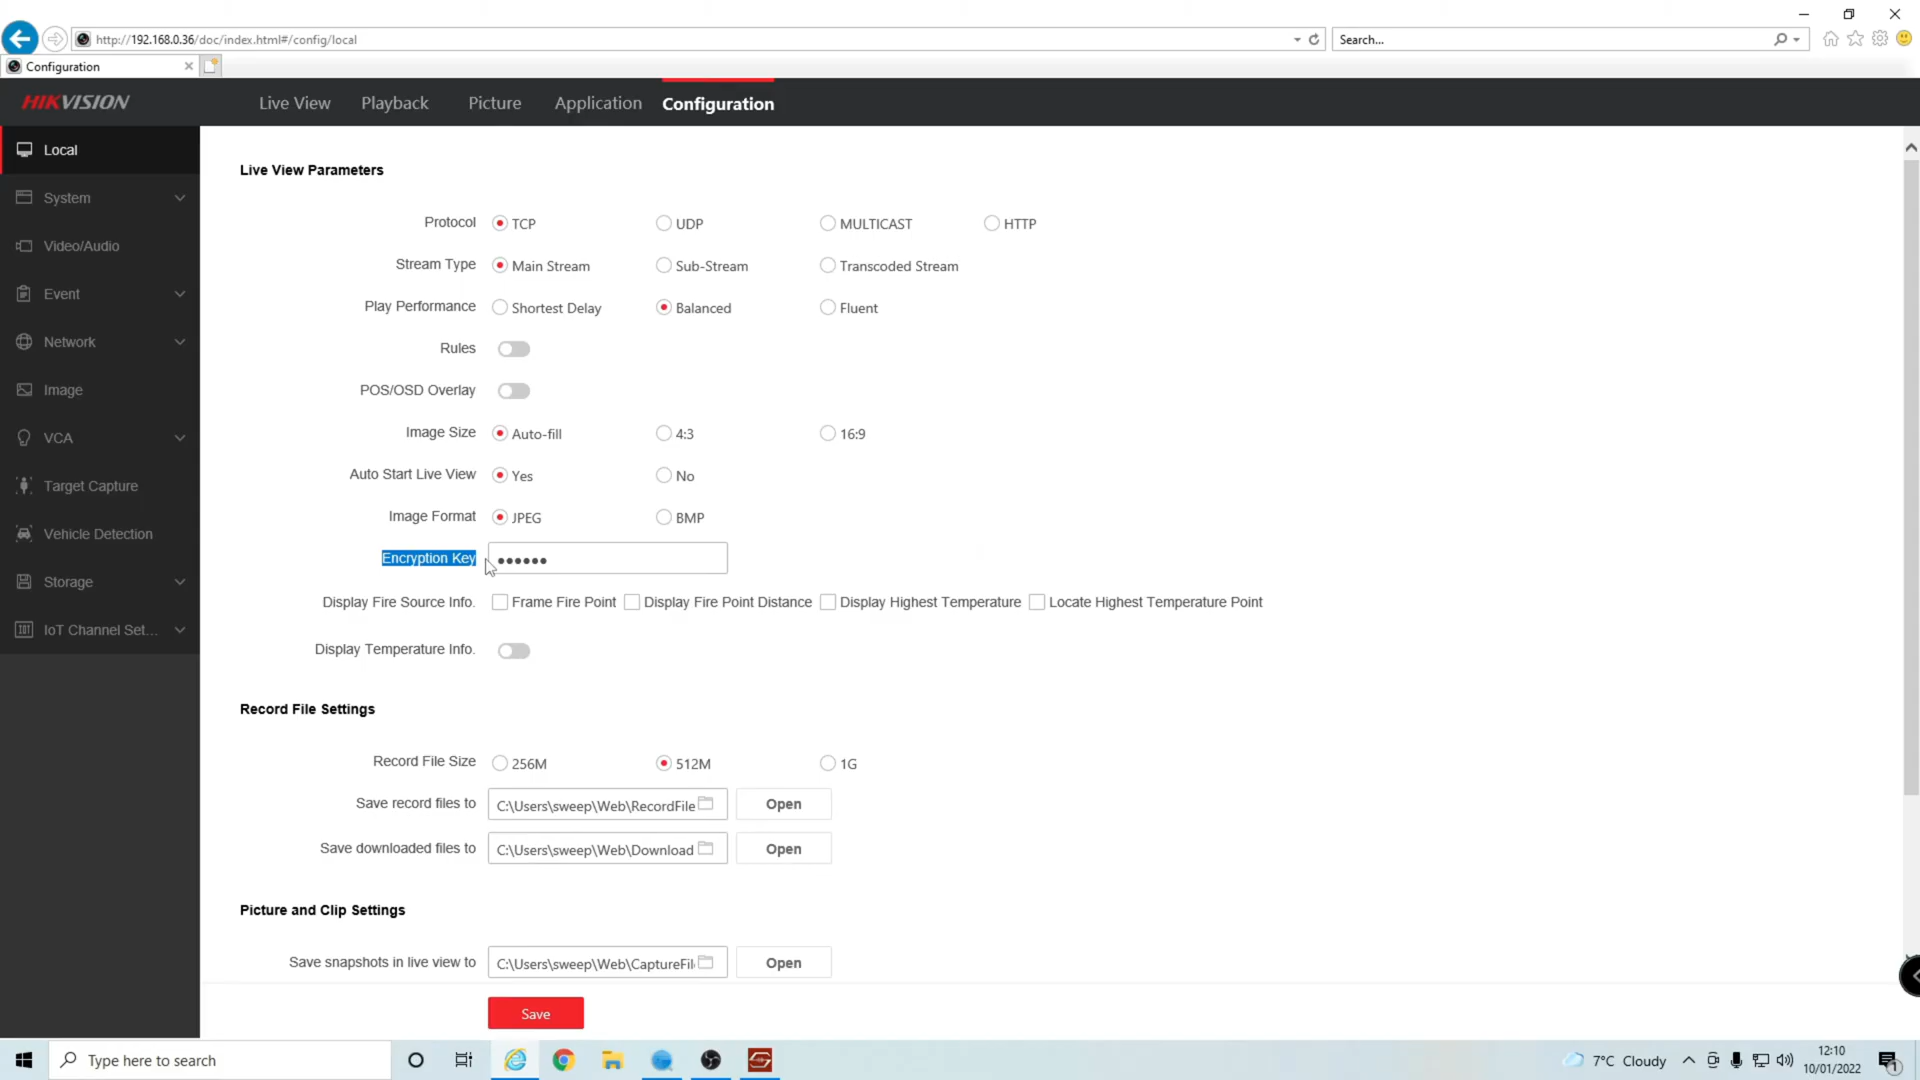 http://192.168.0.36/doc/index.html#/config/local
Search...
Configuration
HIKVISION
Live View
Playback
Picture
Application
Configuration
Local
System
Video/Audio
Event
Network
Image
VCA
Target Capture
Vehicle Detection
Storage
IoT Channel Set...
Live View Parameters
Protocol TCP UDP MULTICAST HTTP
Stream Type Main Stream Sub-Stream Transcoded Stream
Play Performance Shortest Delay Balanced Fluent
Rules
POS/OSD Overlay
Image Size Auto-fill 4:3 16:9
Auto Start Live View Yes No
Image Format JPEG BMP
Encryption Key ••••••
Display Fire Source Info. Frame Fire Point Display Fire Point Distance Display Highest Temperature Locate Highest Temperature Point
Display Temperature Info.
Record File Settings
Record File Size 256M 512M 1G
Save record files to C:\Users\sweep\Web\RecordFile Open
Save downloaded files to C:\Users\sweep\Web\Download Open
Picture and Clip Settings
Save snapshots in live view to C:\Users\sweep\Web\CaptureFil Open
Save
Type here to search
7°C Cloudy
12:10
10/01/2022
1